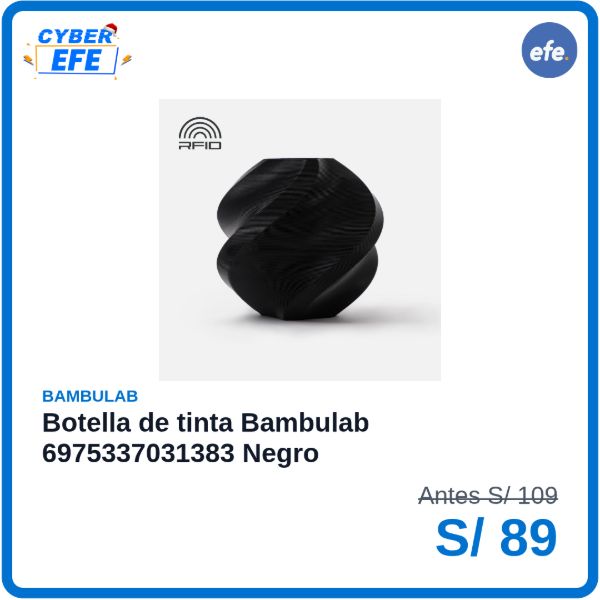 CYBER
EFE
efe.
RFID
BAMBULAB
Botella de tinta Bambulab
6975337031383 Negro
Antes S/ 109
S/ 89